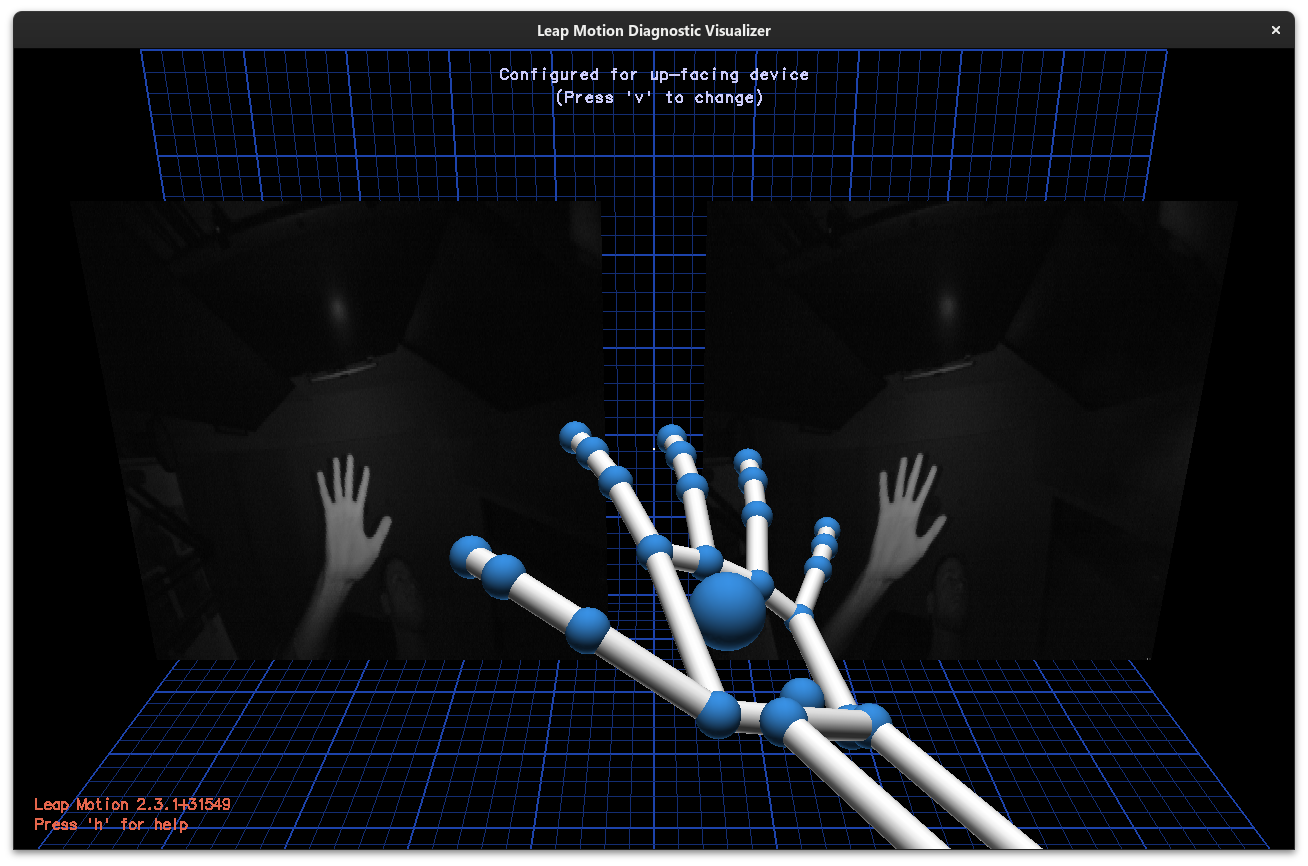 Leap Motion Diagnostic Visualizer
Configured for up-facing device
(Press 'v' to change)
Leap Motion 2.3.1+31549
Press 'h' for help